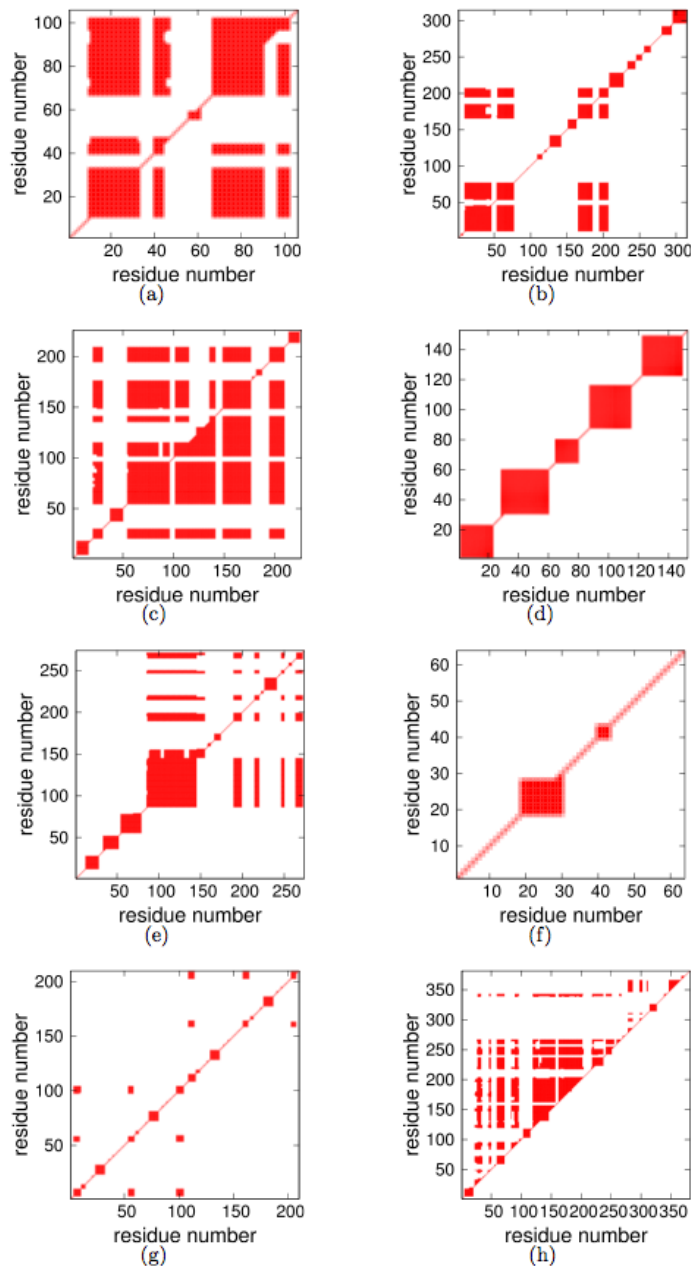 100
80
60
40
20
20 40 60 80 100
residue number
residue number
(a)
300
250
200
150
100
50
50 100 150 200 250 300
residue number
residue number
(b)
200
150
100
50
50 100 150 200
residue number
residue number
(c)
140
120
100
80
60
40
20
20 40 60 80 100 120 140
residue number
residue number
(d)
250
200
150
100
50
50 100 150 200 250
residue number
residue number
(e)
60
50
40
30
20
10
10 20 30 40 50 60
residue number
residue number
(f)
200
150
100
50
50 100 150 200
residue number
residue number
(g)
350
300
250
200
150
100
50
50 100 150 200 250 300 350
residue number
residue number
(h)